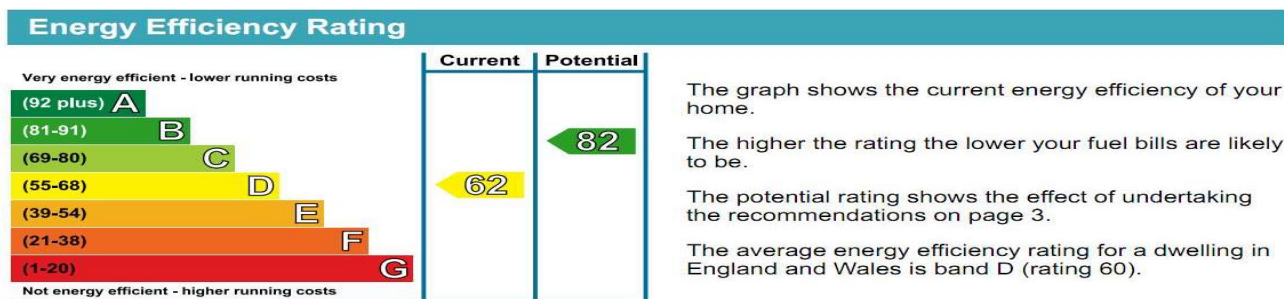 Energy Efficiency Rating
Current Potential
Very energy efficient - lower running costs
(92 plus) A
(81-91) B
(69-80) C
(55-68) D
(39-54) E
(21-38) F
(1-20) G
Not energy efficient - higher running costs
82
62
The graph shows the current energy efficiency of your
home.
The higher the rating the lower your fuel bills are likely
to be.
The potential rating shows the effect of undertaking
the recommendations on page 3.
The average energy efficiency rating for a dwelling in
England and Wales is band D (rating 60).